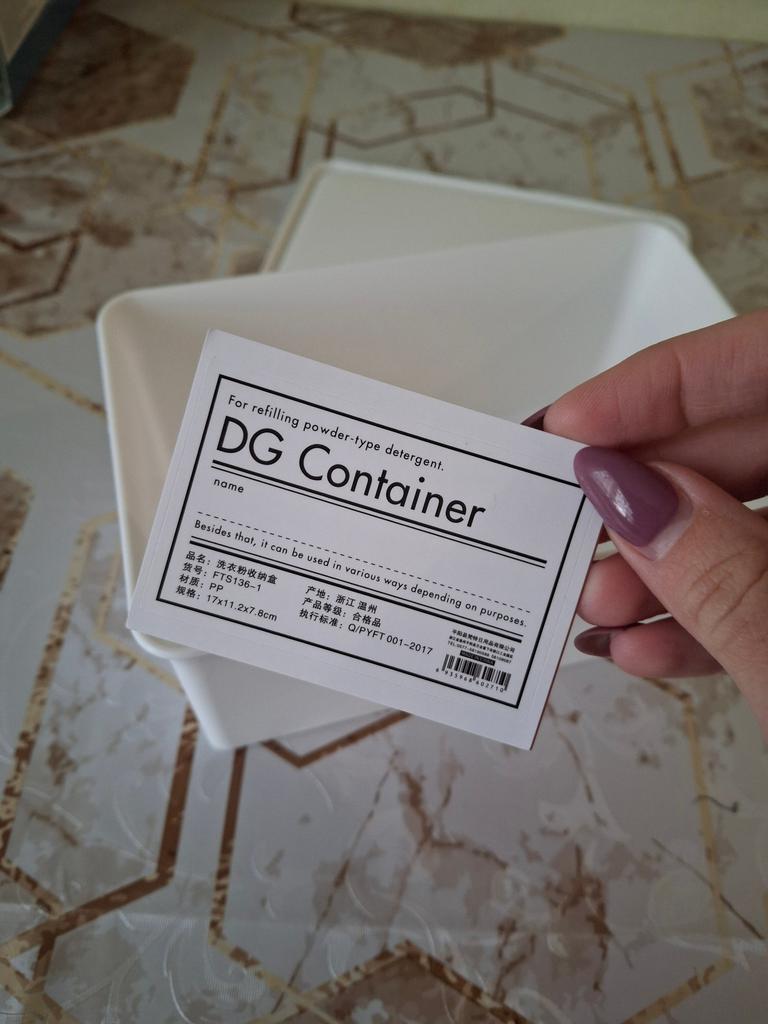 For refilling powder-type detergent.
DG Container
name
Besides that, it can be used in various ways depending on purposes.
品名: 洗衣粉收纳盒
货号: FTS136-1
材质: PP
规格: 17x11.2x7.8cm
产地: 浙江 温州
产品等级: 合格品
执行标准: Q/PYFT 001-2017
6 935968 602710